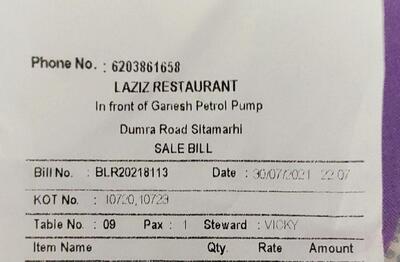 Phone No. : 6203861658
LAZIZ RESTAURANT
In front of Ganesh Petrol Pump
Dumra Road Sitamarhi
SALE BILL
Bill No. : BLR20218113 Date : 30/07/2021 22:07
KOT No. : 10720,10729
Table No. : 09 Pax : 1 Steward : VICKY
Item Name Qty. Rate Amount